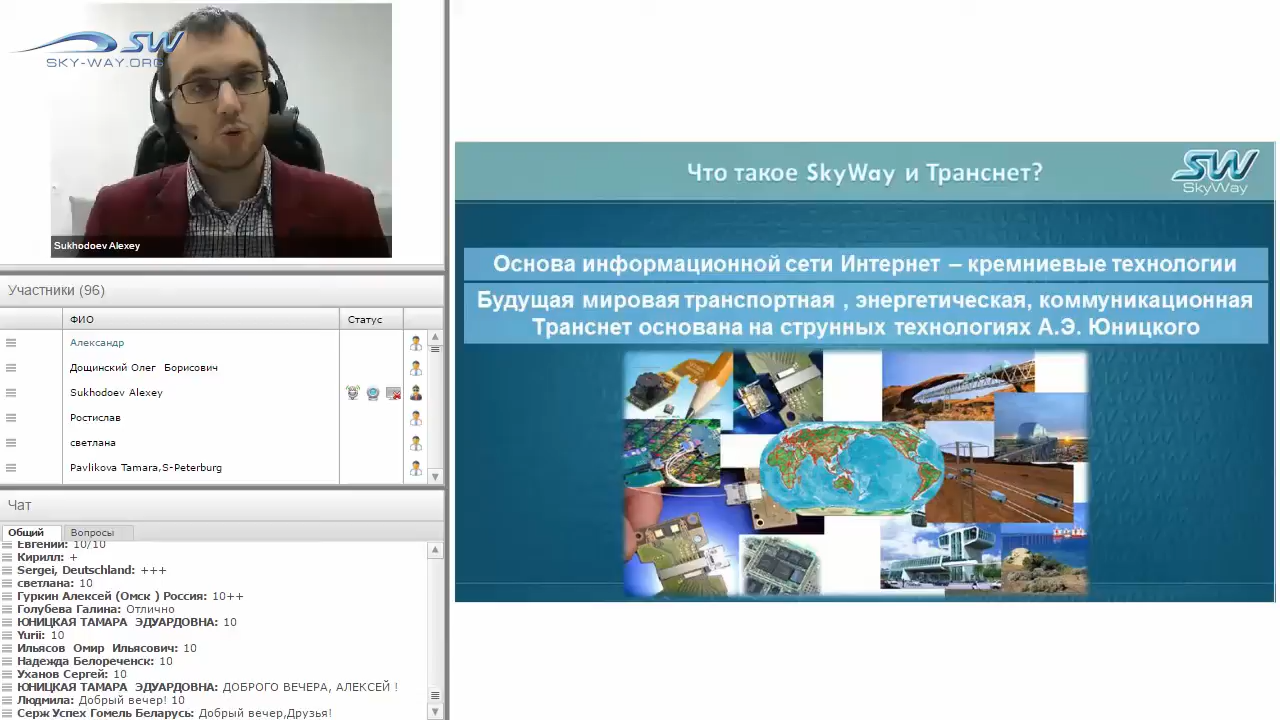 SW
SKY-WAY.ORG
Sukhodoev Alexey
Участники (96)
ФИО
Статус
Александр
Дощинский Олег Борисович
Sukhodoev Alexey
Ростислав
светлана
Pavlikova Tamara,S-Peterburg
Чат
Общий
Вопросы
Евгений: 10/10
Кирилл: +
Sergei, Deutschland: +++
светлана: 10
Гуркин Алексей (Омск ) Россия: 10++
Голубева Галина: Отлично
ЮНИЦКАЯ ТАМАРА ЭДУАРДОВНА: 10
Yurii: 10
Ильясов Омир Ильясович: 10
Надежда Белореченск: 10
Уханов Сергей: 10
ЮНИЦКАЯ ТАМАРА ЭДУАРДОВНА: ДОБРОГО ВЕЧЕРА, АЛЕКСЕЙ !
Людмила: Добрый вечер! 10
Серж Успех Гомель Беларусь: Добрый вечер,Друзья!
Что такое SkyWay и Транснет?
SW
SkyWay
Основа информационной сети Интернет – кремниевые технологии
Будущая мировая транспортная , энергетическая, коммуникационная
Транснет основана на струнных технологиях А.Э. Юницкого